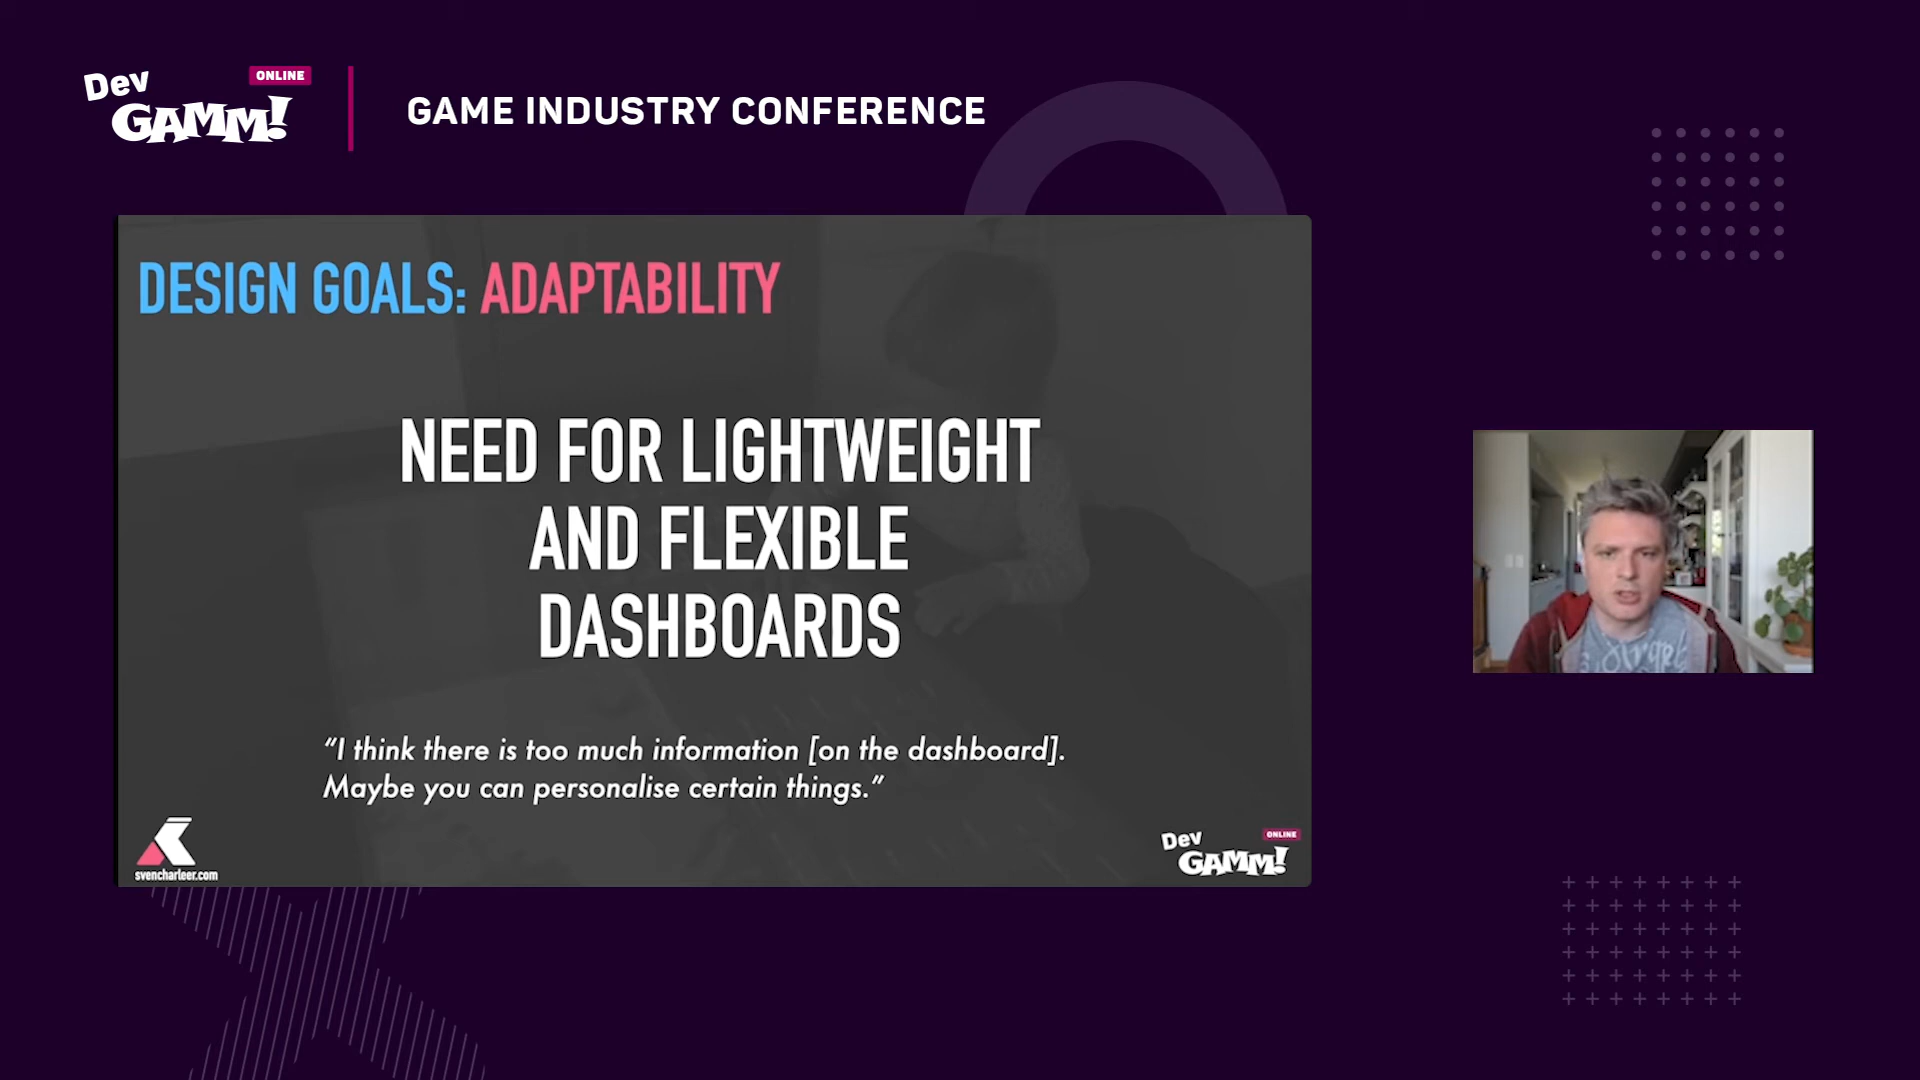 Dev
GAMM!
ONLINE
GAME INDUSTRY CONFERENCE
DESIGN GOALS: ADAPTABILITY
NEED FOR LIGHTWEIGHT
AND FLEXIBLE
DASHBOARDS
“I think there is too much information [on the dashboard].
Maybe you can personalise certain things.”
svencharleer.com
Dev
GAMM!
ONLINE